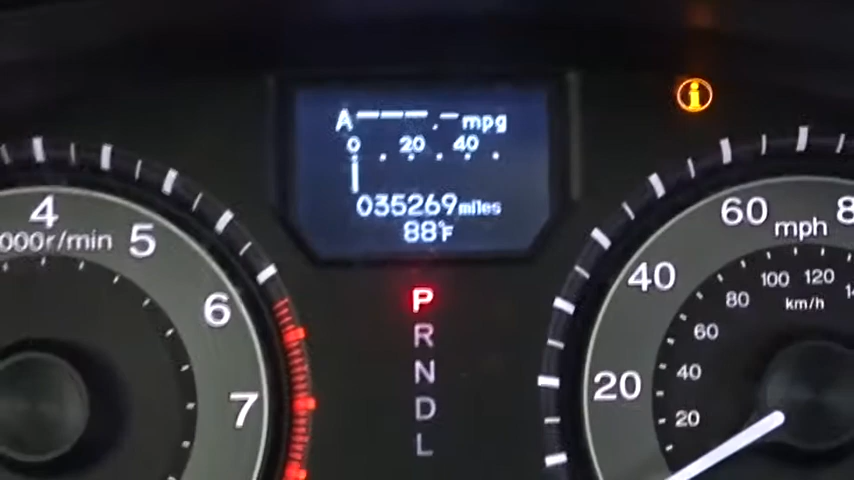 A ---.- mpg
0 20 40
035269 miles
88°F
P
R
N
D
L
4
5
6
7
000r/min
i
20
40
60
8
mph
20
40
60
80
100
120
km/h